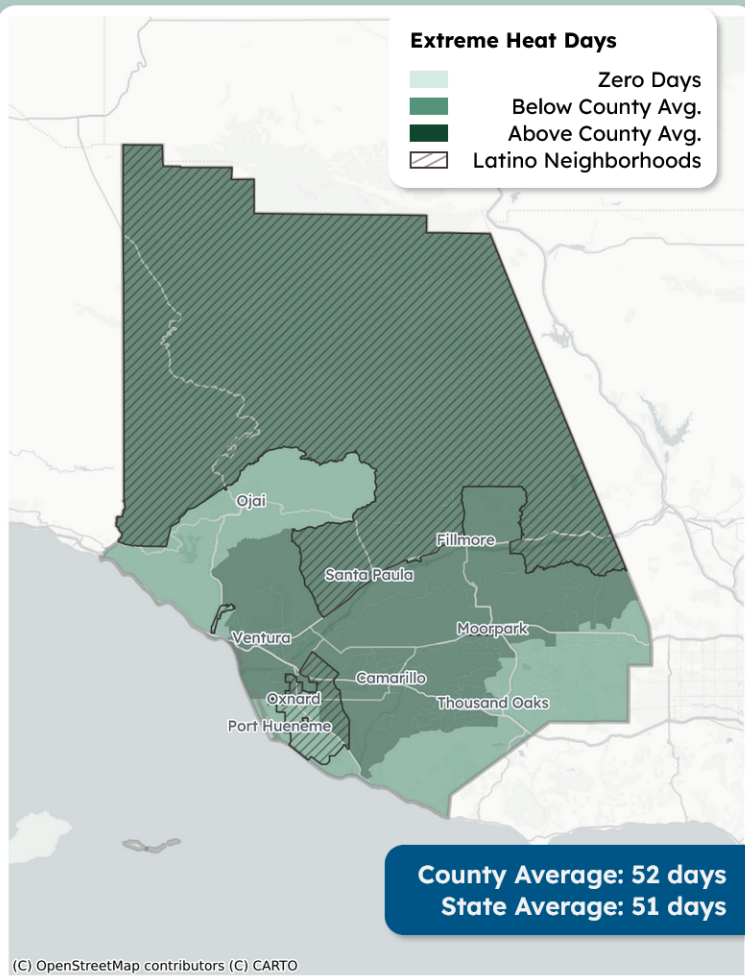 Extreme Heat Days
Zero Days
Below County Avg.
Above County Avg.
Latino Neighborhoods
Ojai
Fillmore
Santa Paula
Moorpark
Ventura
Camarillo
Oxnard
Thousand Oaks
Port Hueneme
County Average: 52 days
State Average: 51 days
(C) OpenStreetMap contributors (C) CARTO